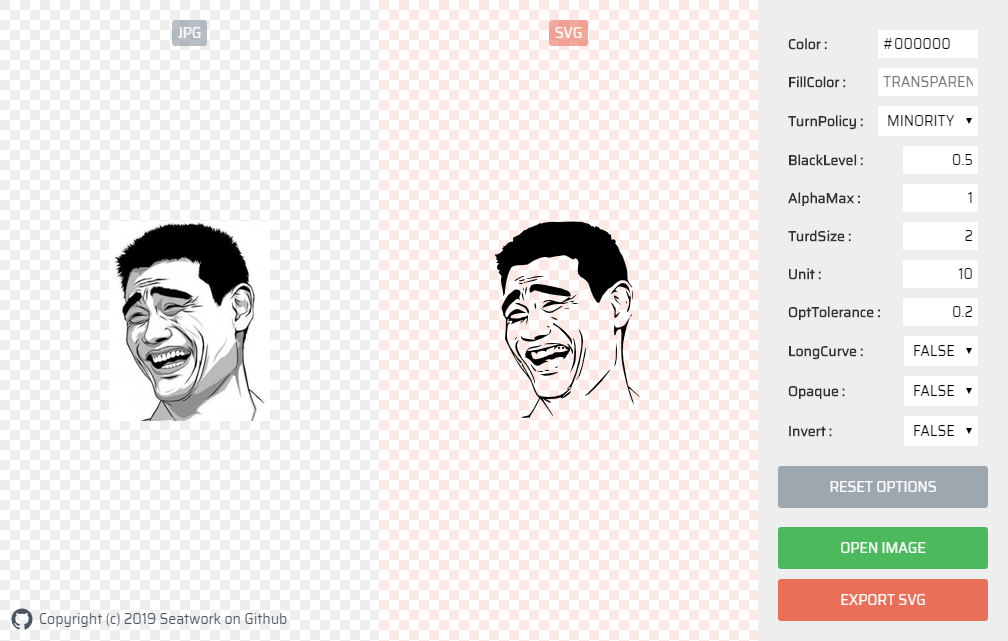 JPG
SVG
Color :
#000000
FillColor :
TRANSPAREN
TurnPolicy :
MINORITY
BlackLevel :
0.5
AlphaMax :
1
TurdSize :
2
Unit :
10
OptTolerance :
0.2
LongCurve :
FALSE
Opaque :
FALSE
Invert :
FALSE
RESET OPTIONS
OPEN IMAGE
EXPORT SVG
Copyright (c) 2019 Seatwork on Github